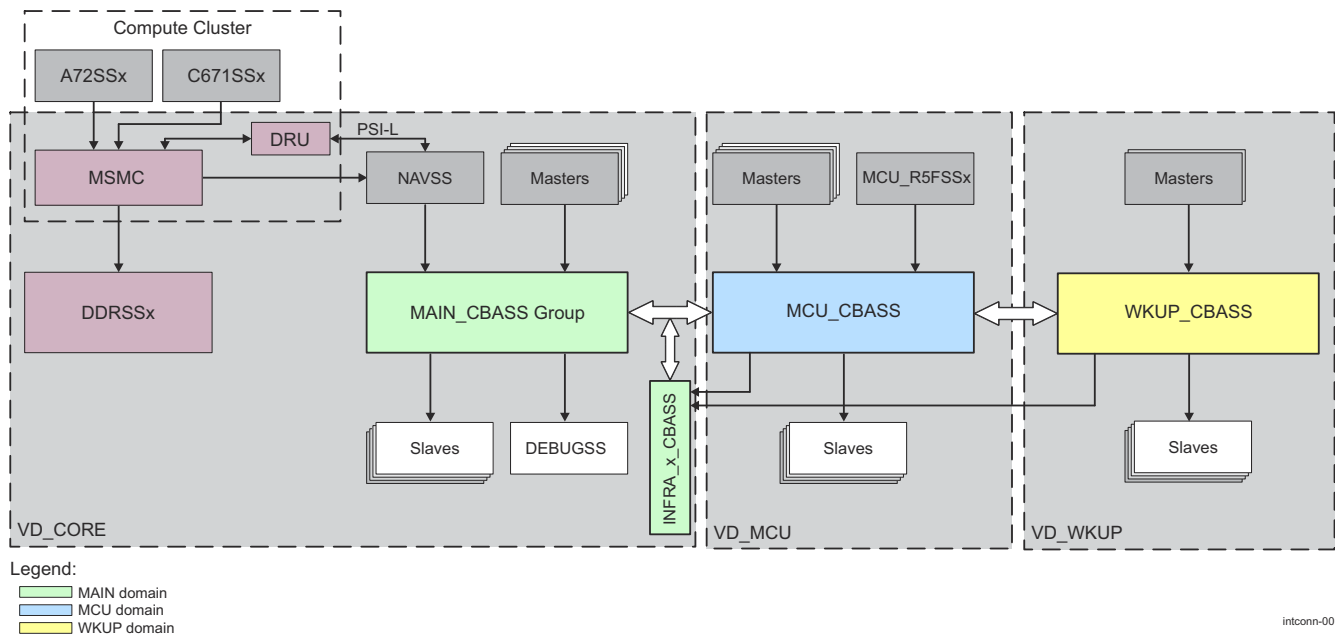 Compute Cluster
A72SSx
C671SSx
DRU
PSI-L
MSMC
NAVSS
Masters
Masters
MCU_R5FSSx
Masters
DDRSSx
MAIN_CBASS Group
MCU_CBASS
WKUP_CBASS
INFRA_x_CBASS
Slaves
DEBUGSS
Slaves
Slaves
VD_CORE
VD_MCU
VD_WKUP
Legend:
MAIN domain
MCU domain
WKUP domain
intconn-00